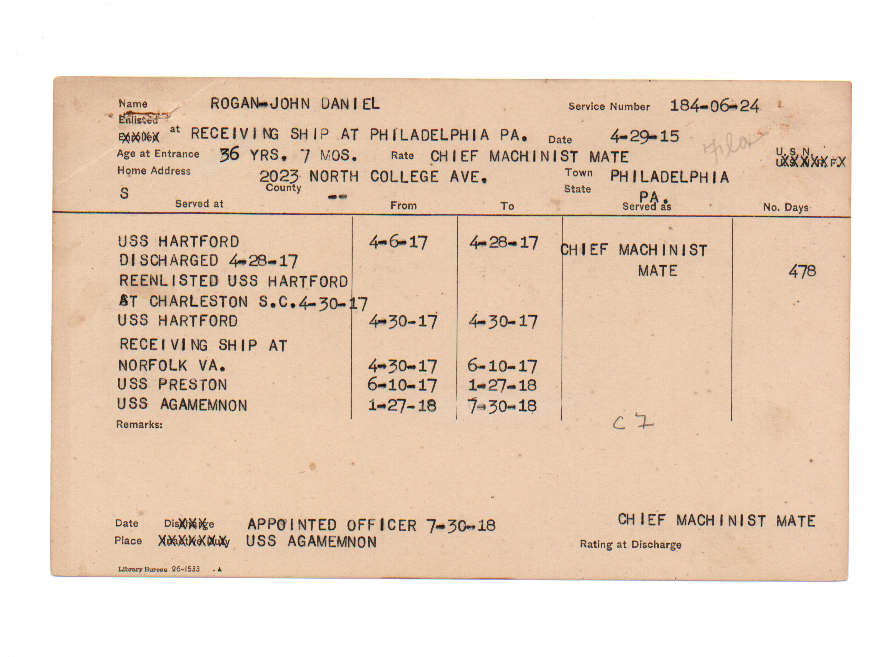 Name ROGAN-JOHN DANIEL Service Number 184-06-24
Enlisted at RECEIVING SHIP AT PHILADELPHIA PA. Date 4-29-15
Age at Entrance 36 YRS. 7 MOS. Rate CHIEF MACHINIST MATE U.S.N.
Home Address 2023 NORTH COLLEGE AVE. Town PHILADELPHIA
S County -- State PA.
Served at From To Served as No. Days
USS HARTFORD 4-6-17 4-28-17 CHIEF MACHINIST
DISCHARGED 4-28-17 MATE 478
REENLISTED USS HARTFORD
AT CHARLESTON S.C.4-30-17
USS HARTFORD 4-30-17 4-30-17
RECEIVING SHIP AT
NORFOLK VA. 4-30-17 6-10-17
USS PRESTON 6-10-17 1-27-18
USS AGAMEMNON 1-27-18 7-30-18
Remarks: C 7
Date APPOINTED OFFICER 7-30-18 CHIEF MACHINIST MATE
Place USS AGAMEMNON Rating at Discharge
Library Bureau 26-1533 .A